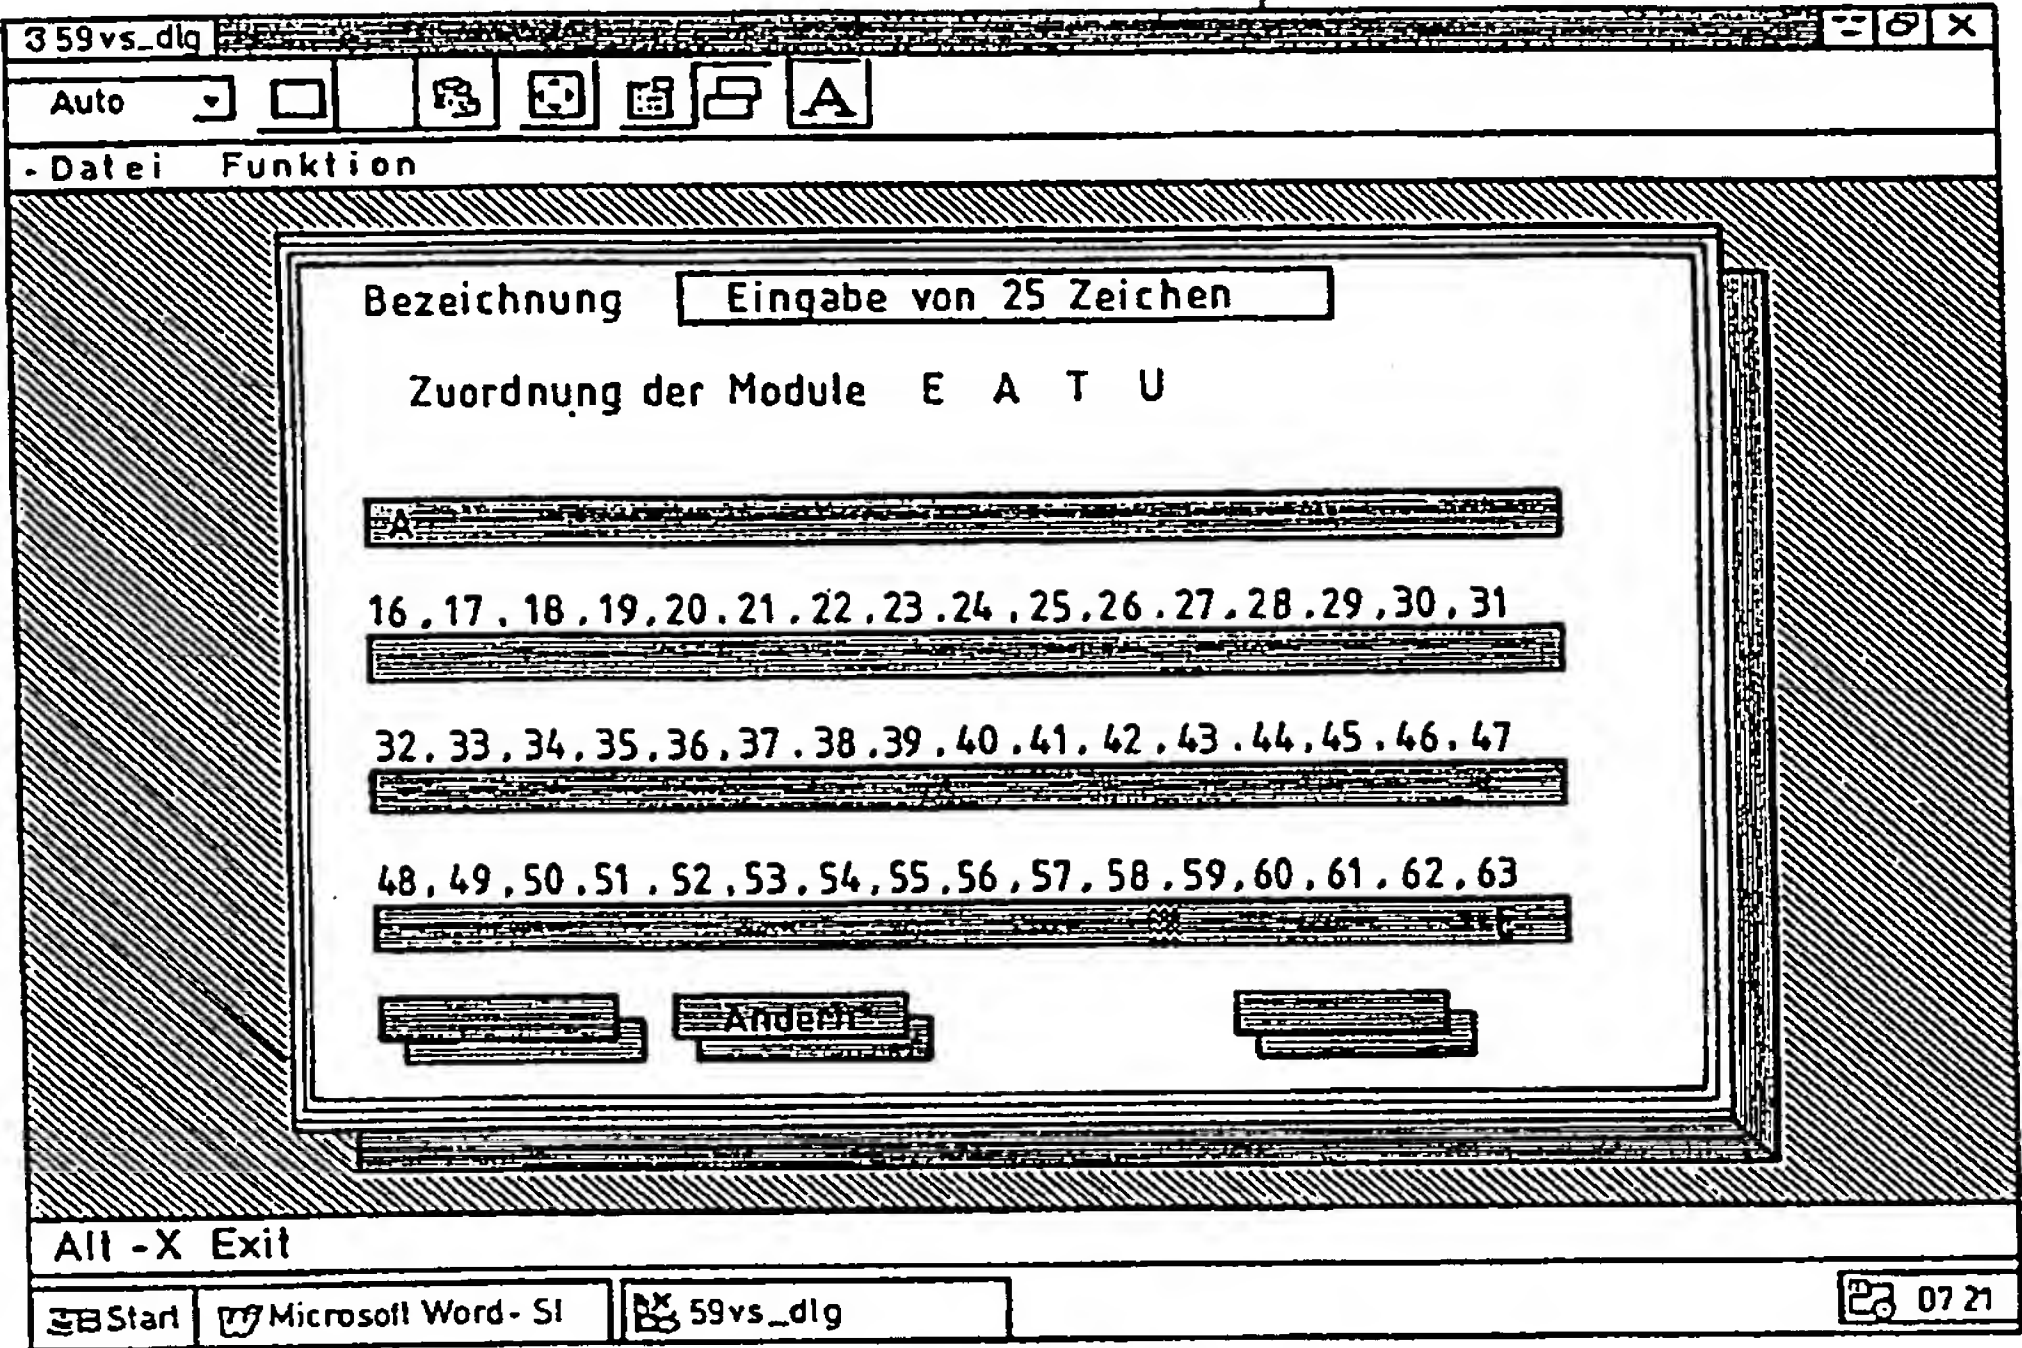 359vs_dlg
Auto A
-Datei Funktion
Bezeichnung Eingabe von 25 Zeichen
Zuordnung der Module E A T U
A
16,17,18,19,20,21,22,23,24,25,26,27,28,29,30,31
32,33,34,35,36,37,38,39,40,41,42,43,44,45,46,47
48,49,50,51,52,53,54,55,56,57,58,59,60,61,62,63
Ändern
Alt-X Exit
Start Microsoft Word - SI 59vs_dlg 07 21